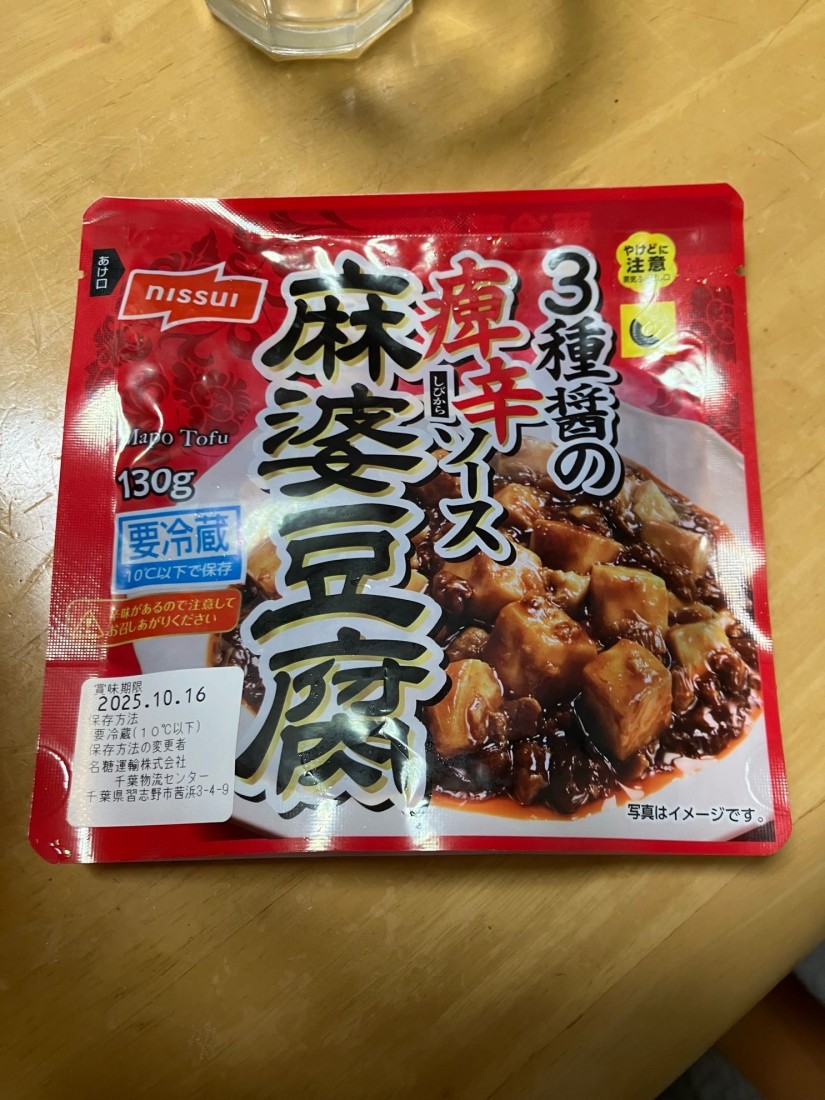 あけ口
nissui
3種醤の
痺辛ソース
しびから
麻婆豆腐
やけどに
注意
Mapo Tofu
130g
要冷蔵
10℃以下で保存
辛味があるので注意して
お召しあがりください
賞味期限
2025.10.16
保存方法
要冷蔵(10℃以下)
保存方法の変更者
名糖運輸株式会社
千葉物流センター
千葉県習志野市茜浜3-4-9
写真はイメージです。